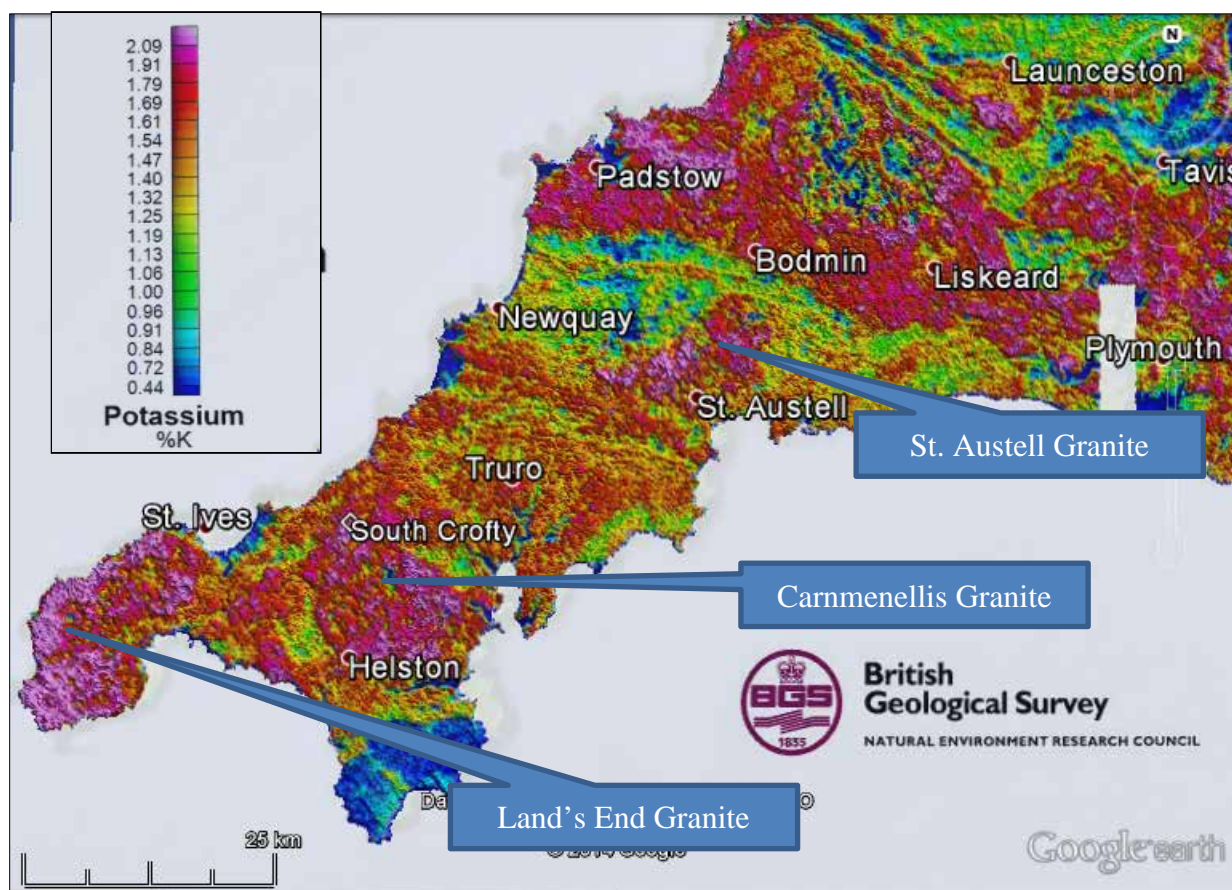 2.09
1.91
1.79
1.69
1.61
1.54
1.47
1.40
1.32
1.25
1.19
1.13
1.06
1.00
0.96
0.91
0.84
0.72
0.44
Potassium
%K
N
Launceston
Padstow
Bodmin
Liskeard
Newquay
Plymouth
St. Austell
St. Austell Granite
Truro
St. Ives
South Crofty
Carnmenellis Granite
Helston
BGS
1835
British
Geological Survey
NATURAL ENVIRONMENT RESEARCH COUNCIL
Land's End Granite
25 km
© 2014 Google
Google earth